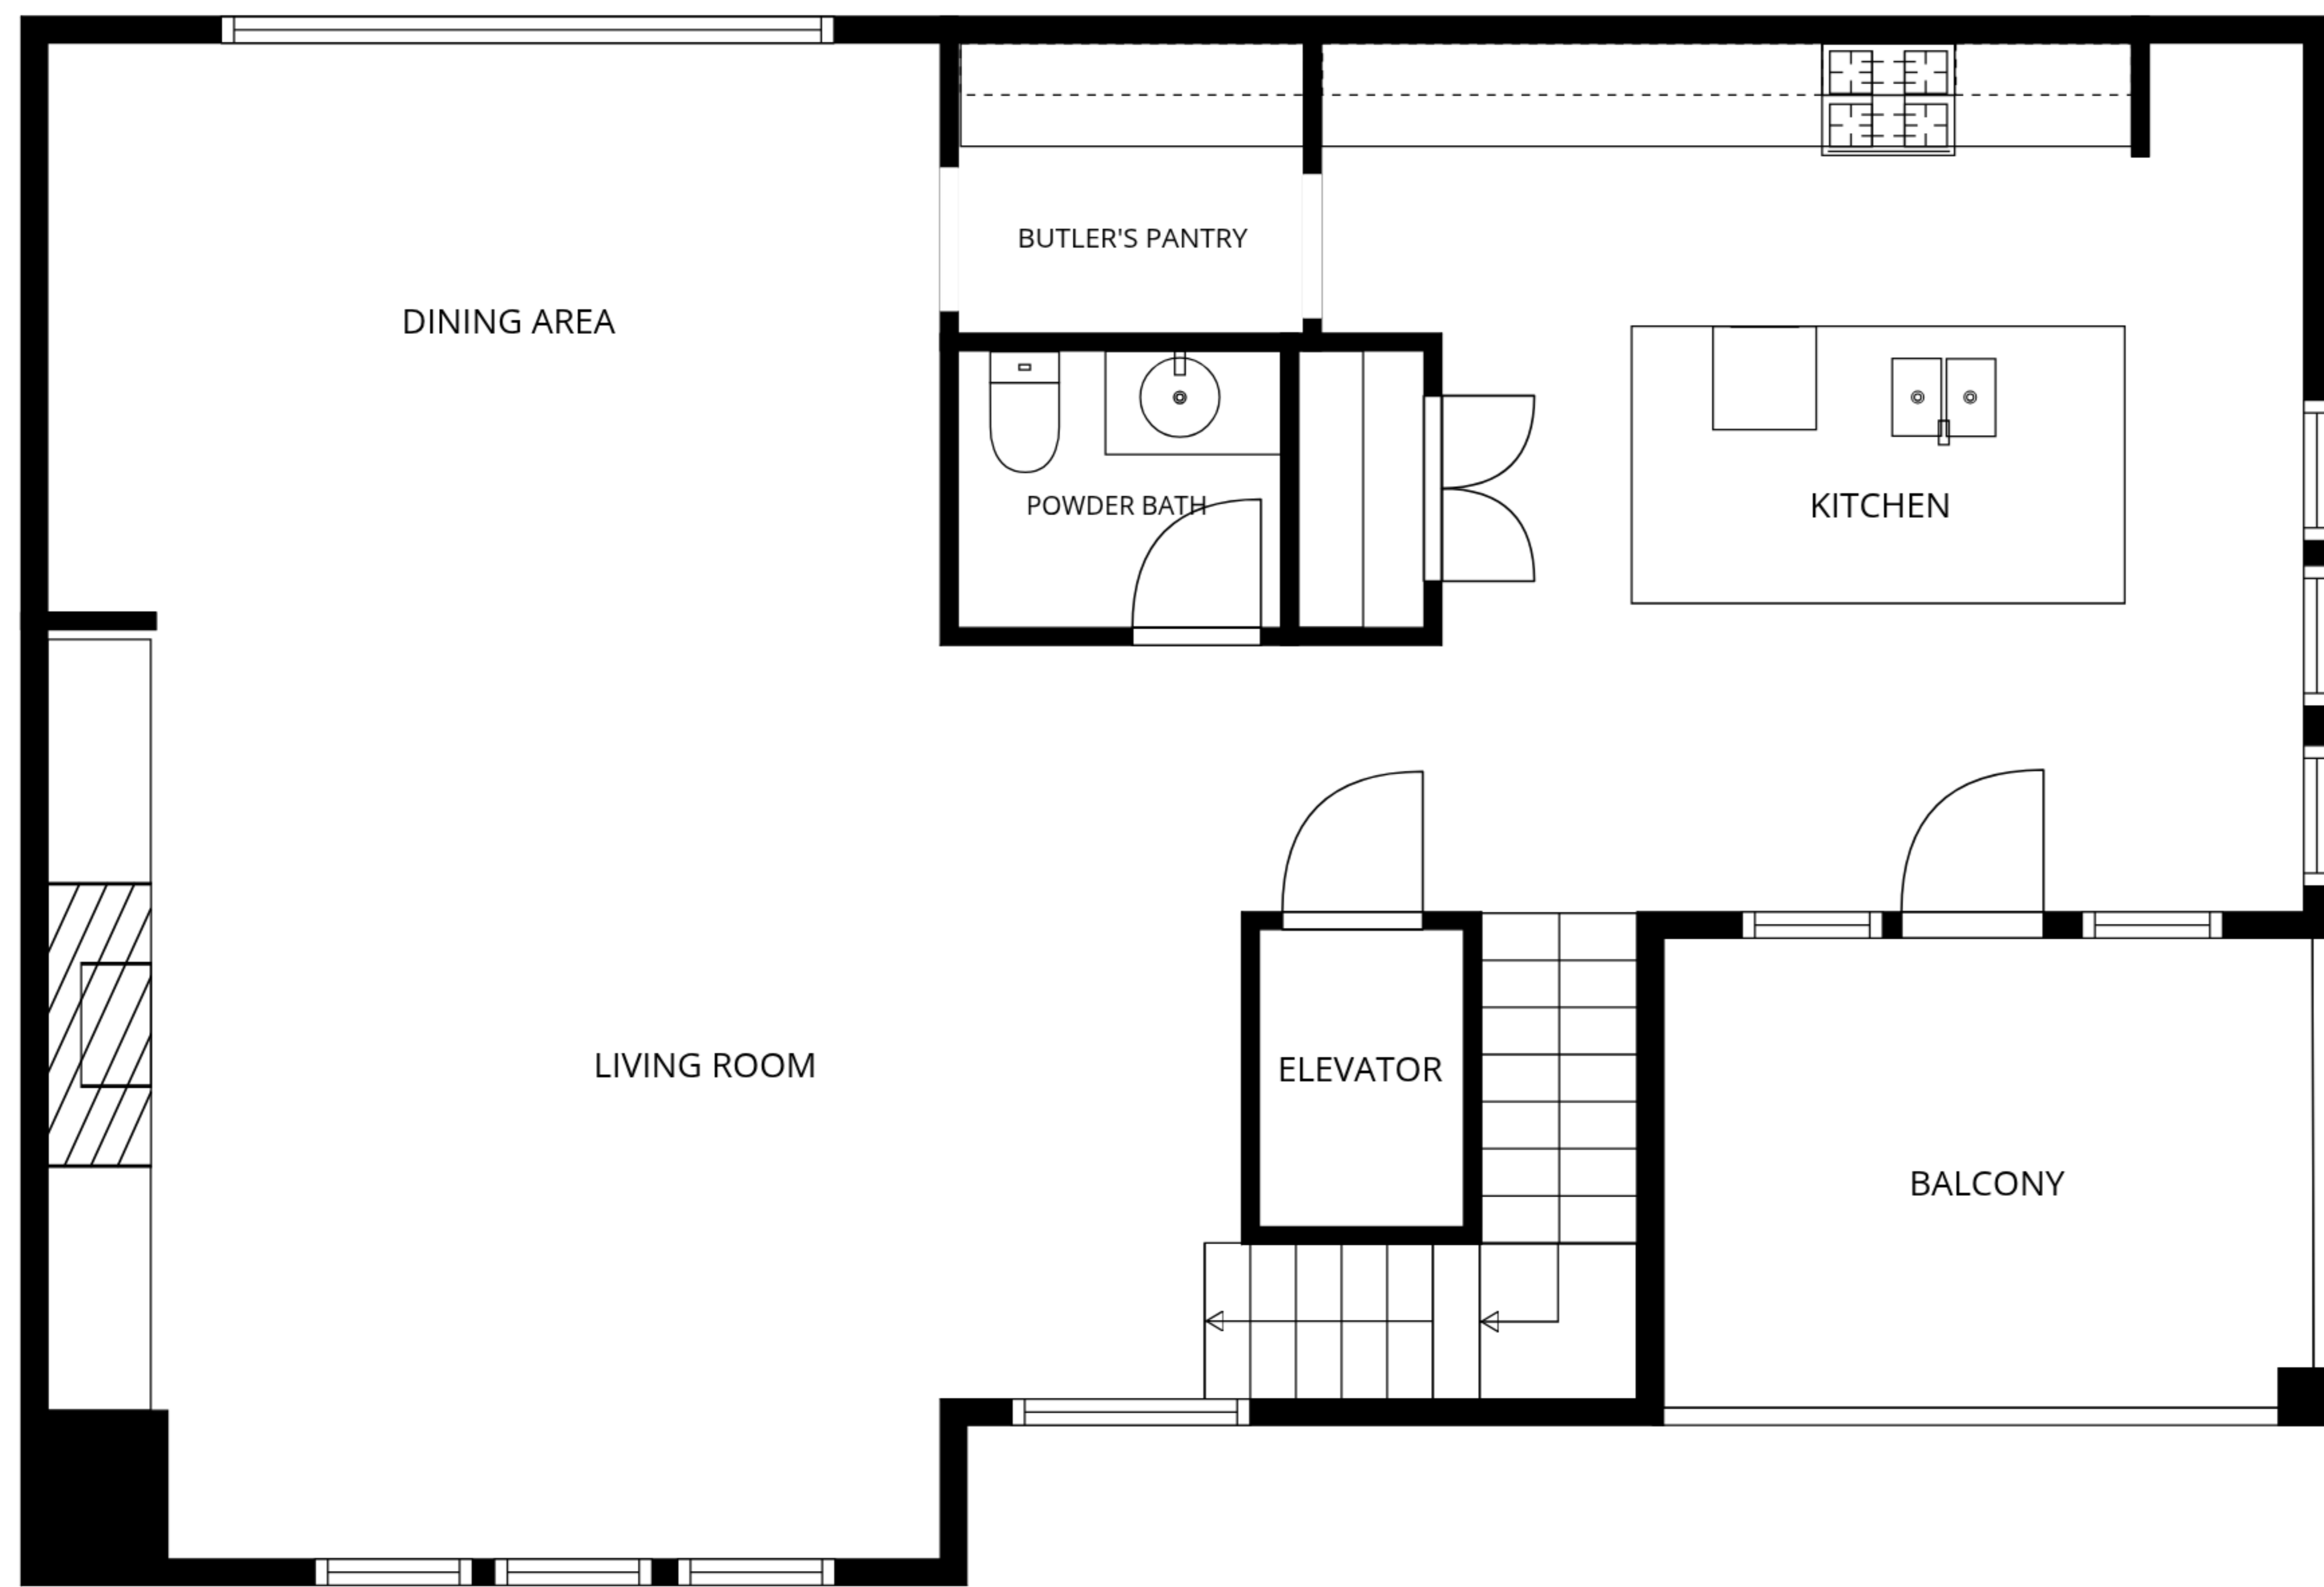 BUTLER'S PANTRY
DINING AREA
POWDER BATH
KITCHEN
LIVING ROOM
ELEVATOR
BALCONY